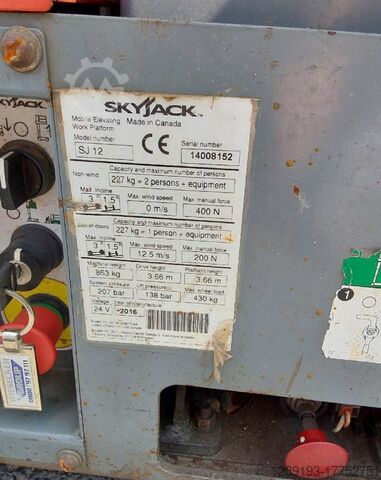 SKYJACK
SKYJACK
Mobile Elevating
Work Platform
Made in Canada
Model number
SJ 12
CE
Serial number
14008152
Non-wind
Capacity and maximum number of persons
227 kg = 2 persons + equipment
Max. incline
3° 1.5°
Max. wind speed
0 m/s
Max. manual force
400 N
Out-of-doors
Capacity and maximum number of persons
227 kg = 1 person + equipment
Max. incline
3° 1.5°
Max. wind speed
12.5 m/s
Max. manual force
200 N
Machine weight
863 kg
Drive height
3.66 m
Platform height
3.66 m
System pressure
207 bar
Lift pressure
138 bar
Max. wheel load
430 kg
Voltage
24 V
Year of manufacture
2016
BECKER
1
289193-1775275